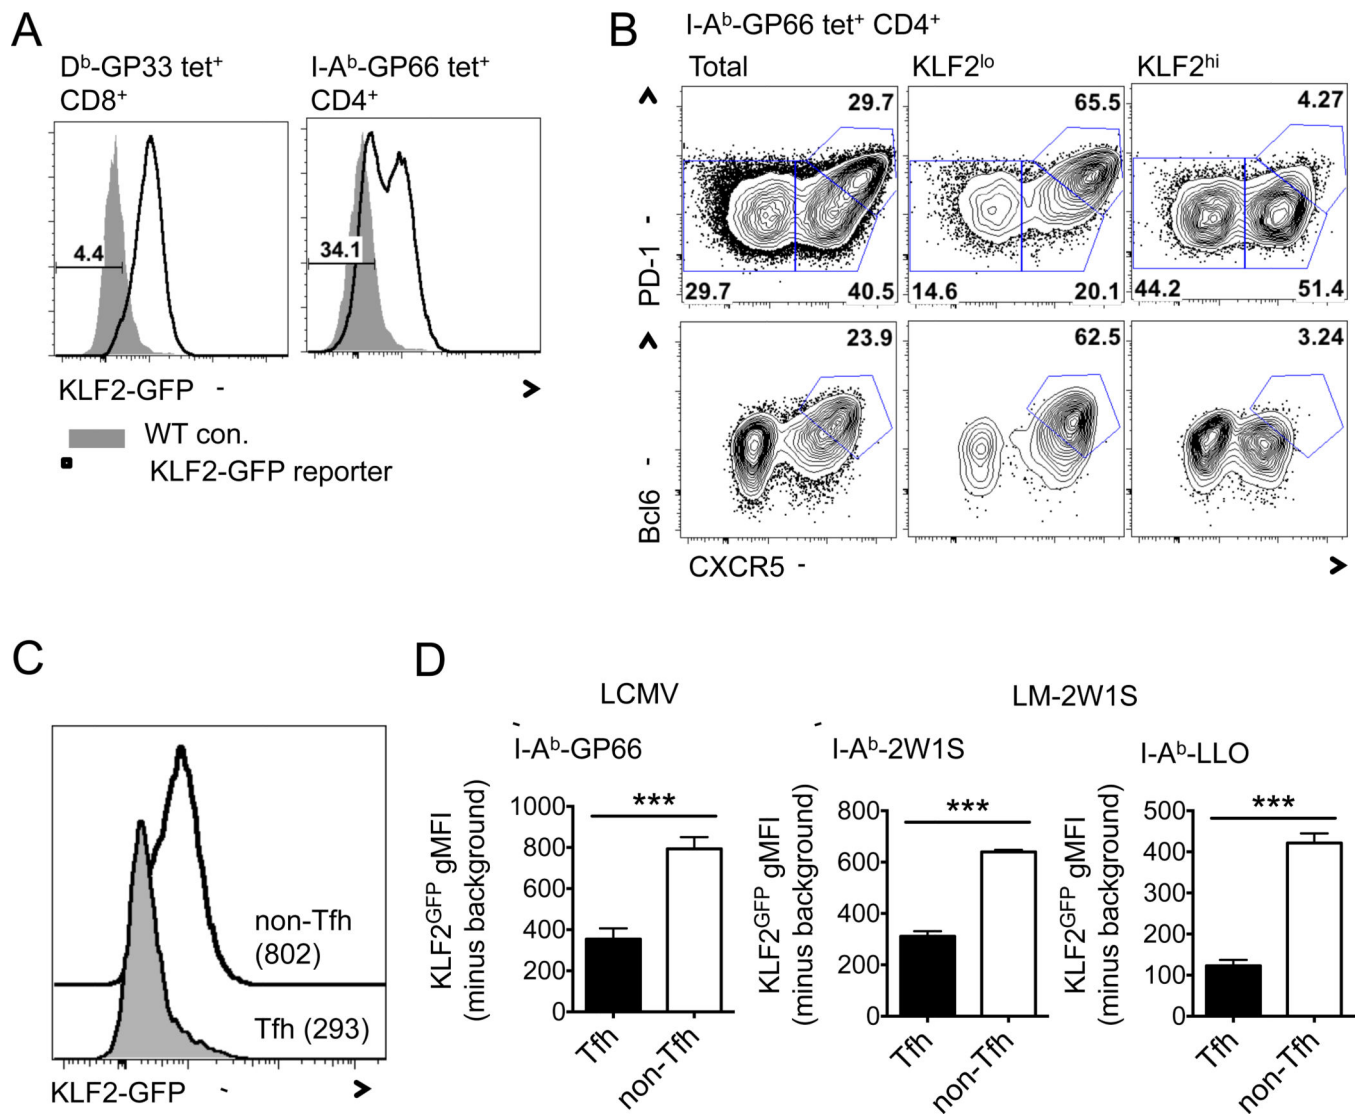 A
Dᵇ-GP33 tet⁺
CD8⁺
I-Aᵇ-GP66 tet⁺
CD4⁺
4.4
34.1
KLF2-GFP -
WT con.
KLF2-GFP reporter
B
I-Aᵇ-GP66 tet⁺ CD4⁺
Total
KLF2ˡᵒ
KLF2ʰⁱ
PD-1 -
29.7
65.5
4.27
29.7
40.5
14.6
20.1
44.2
51.4
Bcl6 -
23.9
62.5
3.24
CXCR5 -
C
non-Tfh
(802)
Tfh (293)
KLF2-GFP -
D
LCMV
LM-2W1S
I-Aᵇ-GP66
KLF2ᴳᶠᴾ gMFI
(minus background)
1000
800
600
400
200
0
***
Tfh
non-Tfh
I-Aᵇ-2W1S
KLF2ᴳᶠᴾ gMFI
(minus background)
800
600
400
200
0
***
Tfh
non-Tfh
I-Aᵇ-LLO
KLF2ᴳᶠᴾ gMFI
(minus background)
500
400
300
200
100
0
***
Tfh
non-Tfh